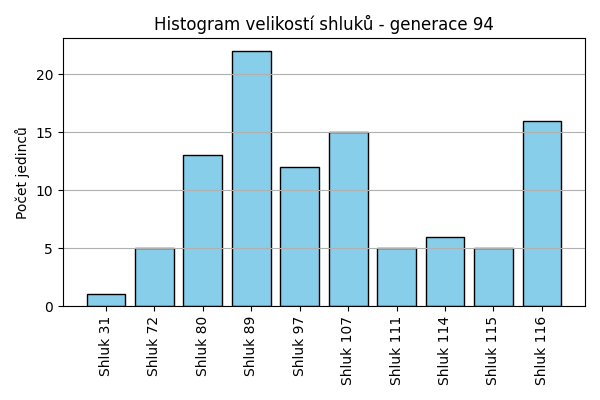 Histogram velikostí shluků - generace 94
Počet jedinců
20
15
10
5
0
Shluk 31
Shluk 72
Shluk 80
Shluk 89
Shluk 97
Shluk 107
Shluk 111
Shluk 114
Shluk 115
Shluk 116